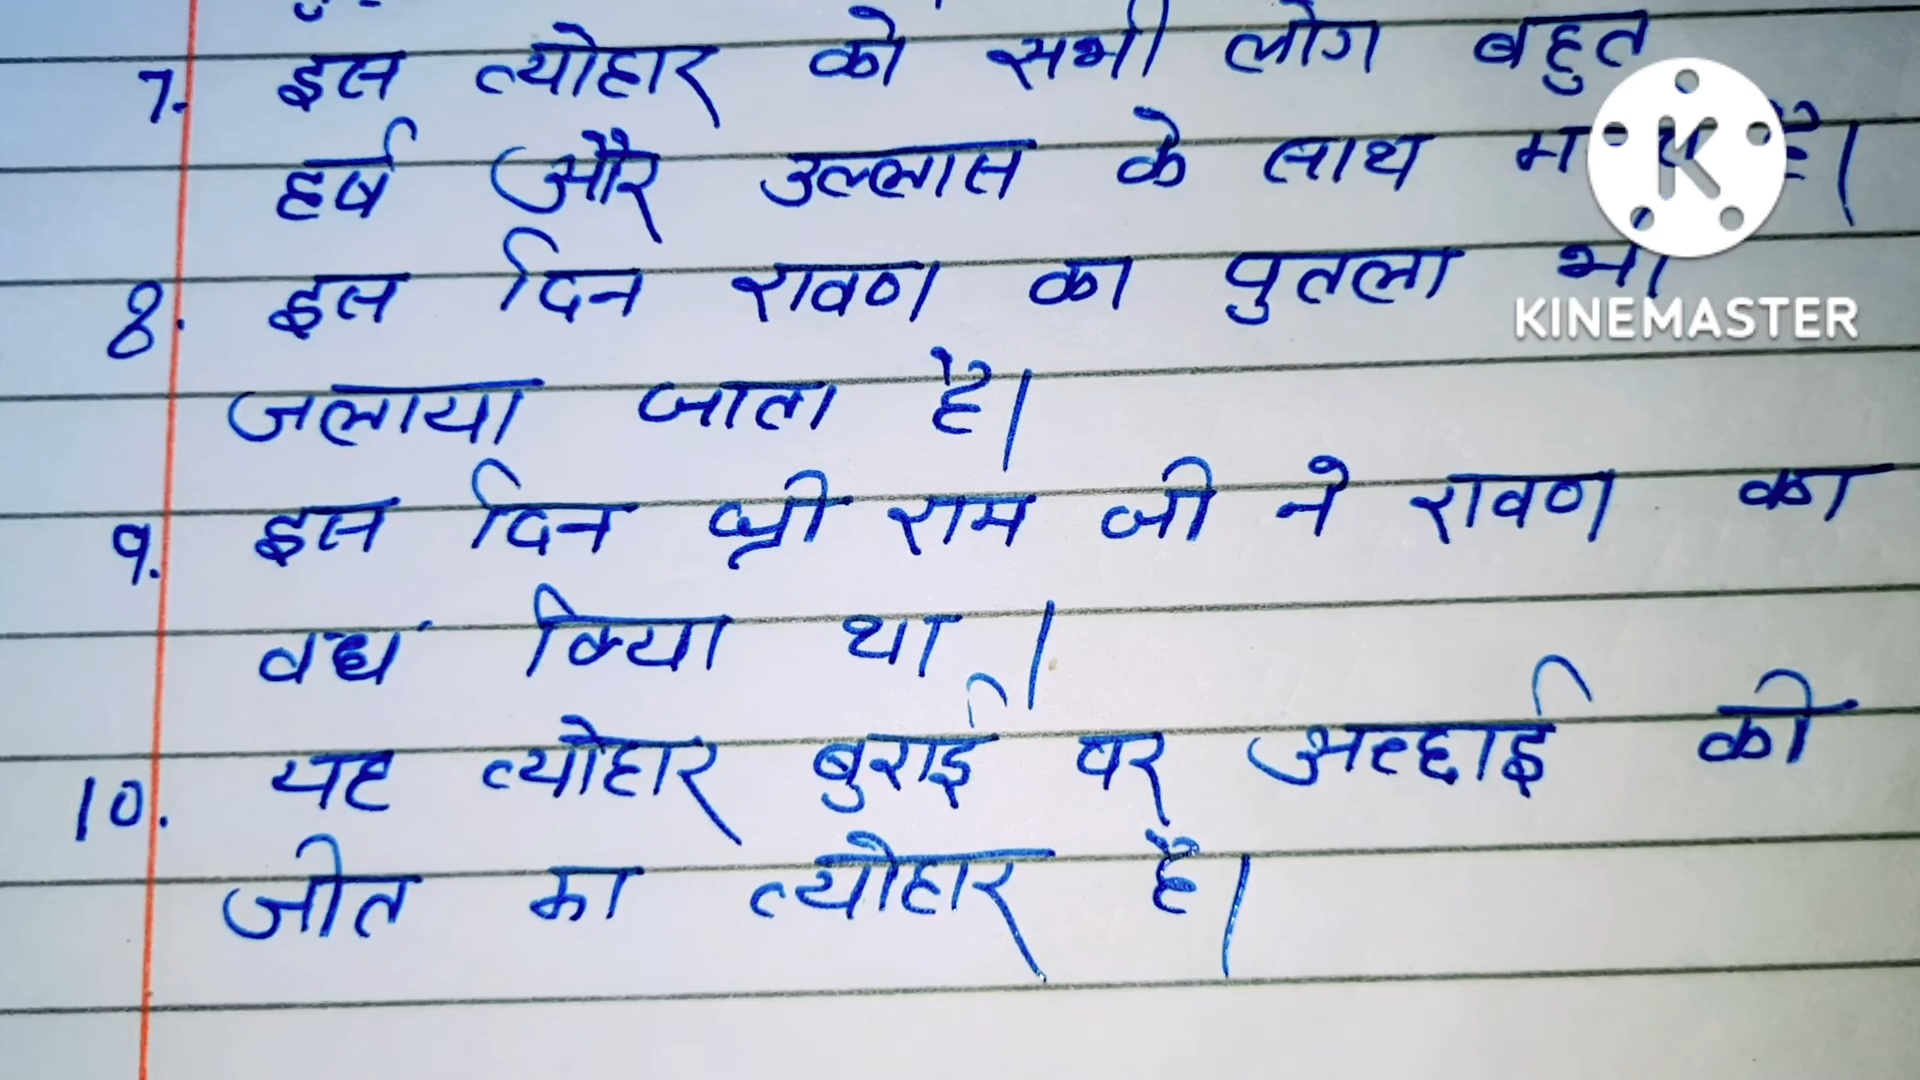 7. इस त्योहार को सभी लोग बहुत
हर्ष और उल्लास के साथ हैं।
8. इस दिन रावण का पुतला भी
जलाया जाता है।
9. इस दिन श्री राम जी ने रावण का
वध किया था।
10. यह त्योहार बुराई पर अच्छाई की
जीत का त्योहार है।
KINEMASTER